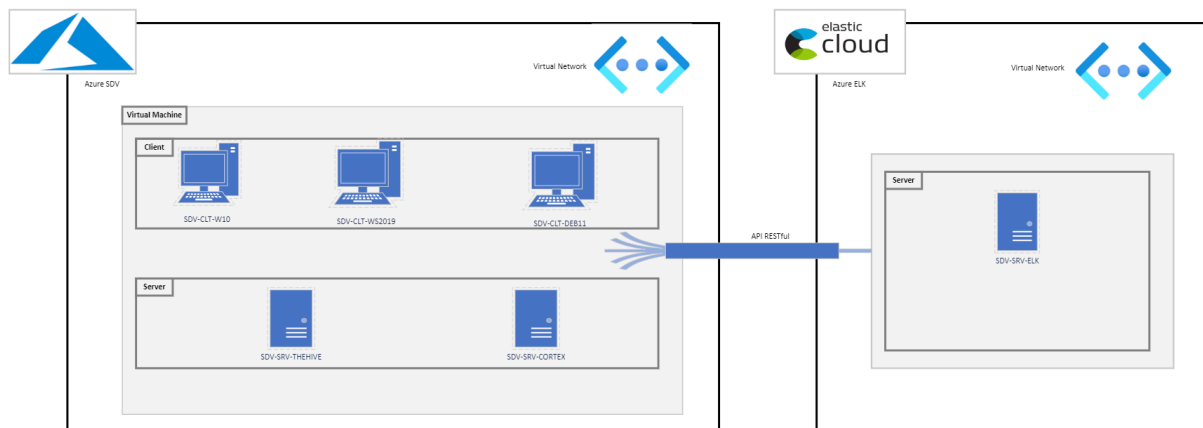 elastic
cloud
Azure SDV
Virtual Network
Azure ELK
Virtual Network
Virtual Machine
Client
SDV-CLT-W10
SDV-CLT-WS2019
SDV-CLT-DEB11
API RESTful
Server
SDV-SRV-THEHIVE
SDV-SRV-CORTEX
Server
SDV-SRV-ELK